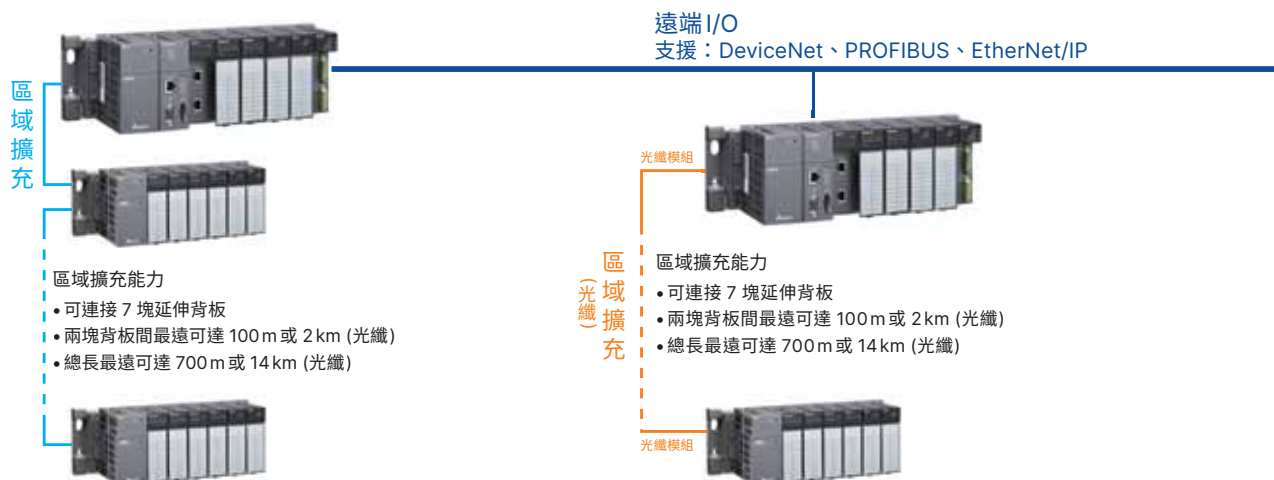 遠端 I/O
支援：DeviceNet、PROFIBUS、EtherNet/IP
區域擴充
區域擴充能力
• 可連接 7 塊延伸背板
• 兩塊背板間最遠可達 100 m 或 2 km (光纖)
• 總長最遠可達 700 m 或 14 km (光纖)
光纖模組
區域擴充
(光纖)
區域擴充能力
• 可連接 7 塊延伸背板
• 兩塊背板間最遠可達 100 m 或 2 km (光纖)
• 總長最遠可達 700 m 或 14 km (光纖)
光纖模組